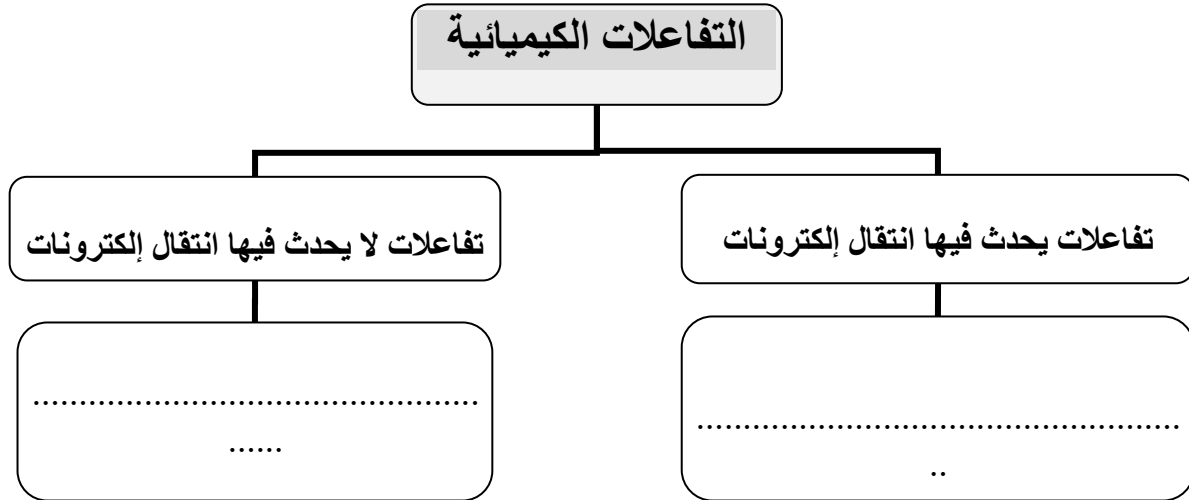 التفاعلات الكيميائية
تفاعلات يحدث فيها انتقال إلكترونات
تفاعلات لا يحدث فيها انتقال إلكترونات
....................................................
..
................................................
......